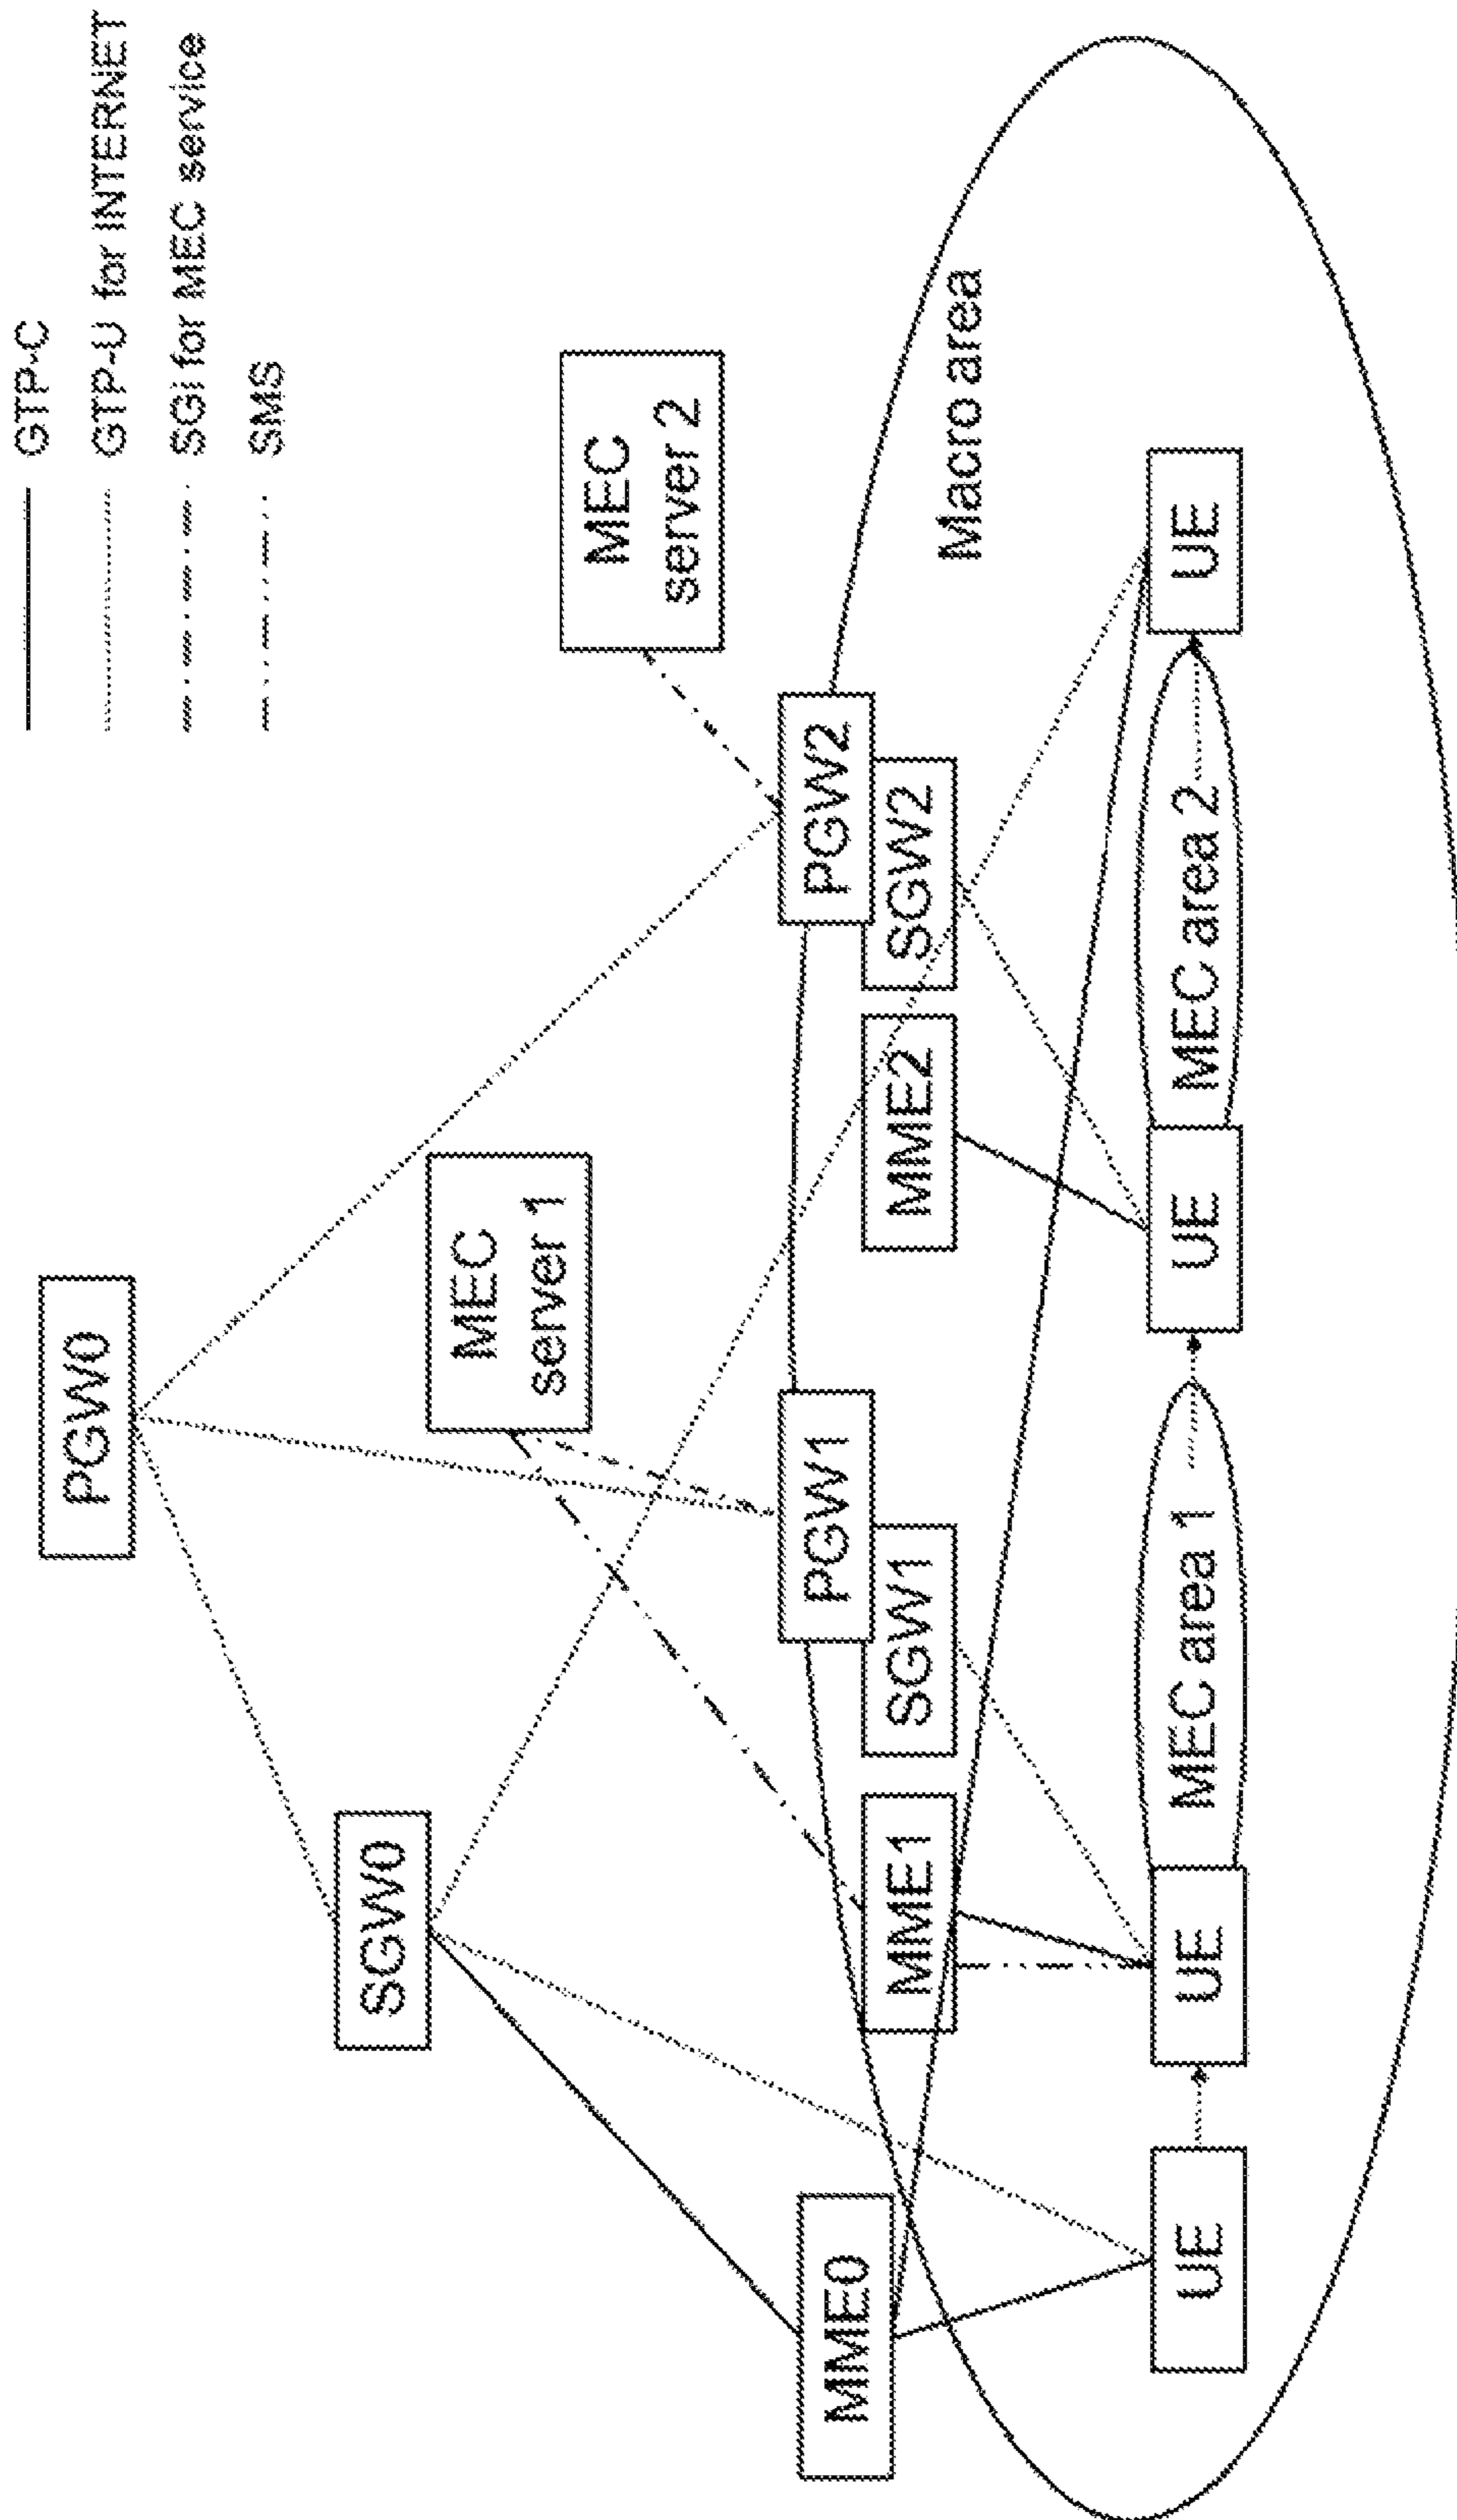 GTP-C
GTP-U for INTERNET
SGi for MEC service
SMS
PGW0
SGW0
MEC
server 1
MEC
server 2
MME0
PGW1
PGW2
MME1
SGW1
MME2
SGW2
Macro area
UE
UE
MEC area 1
UE
MEC area 2
UE